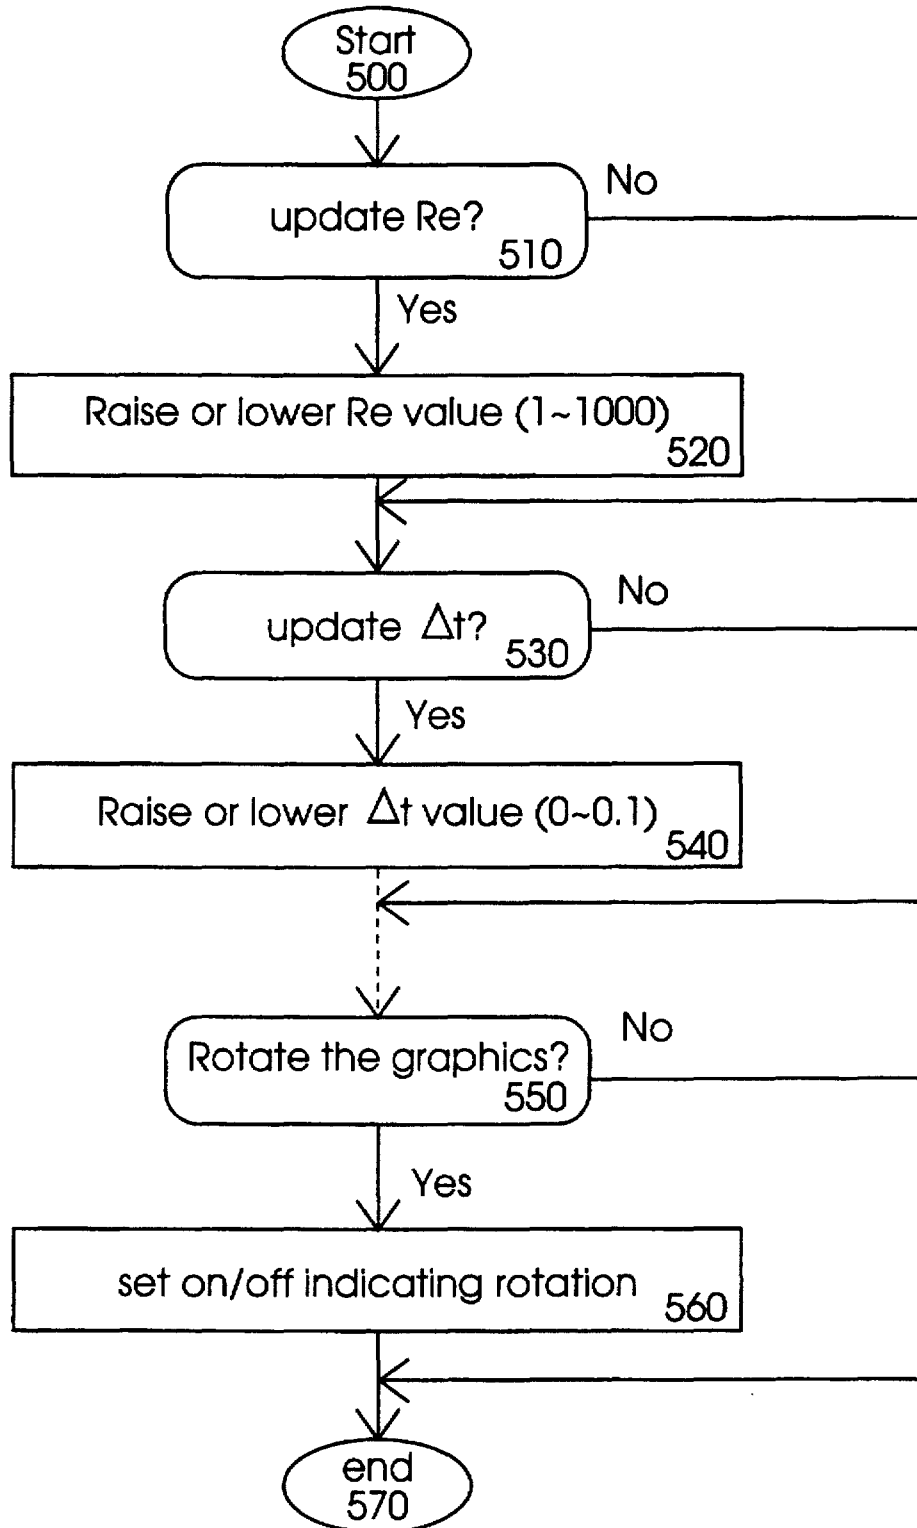 Start
500
No
update Re?
510
Yes
Raise or lower Re value (1~1000)
520
No
update Δt?
530
Yes
Raise or lower Δt value (0~0.1)
540
No
Rotate the graphics?
550
Yes
set on/off indicating rotation
560
end
570